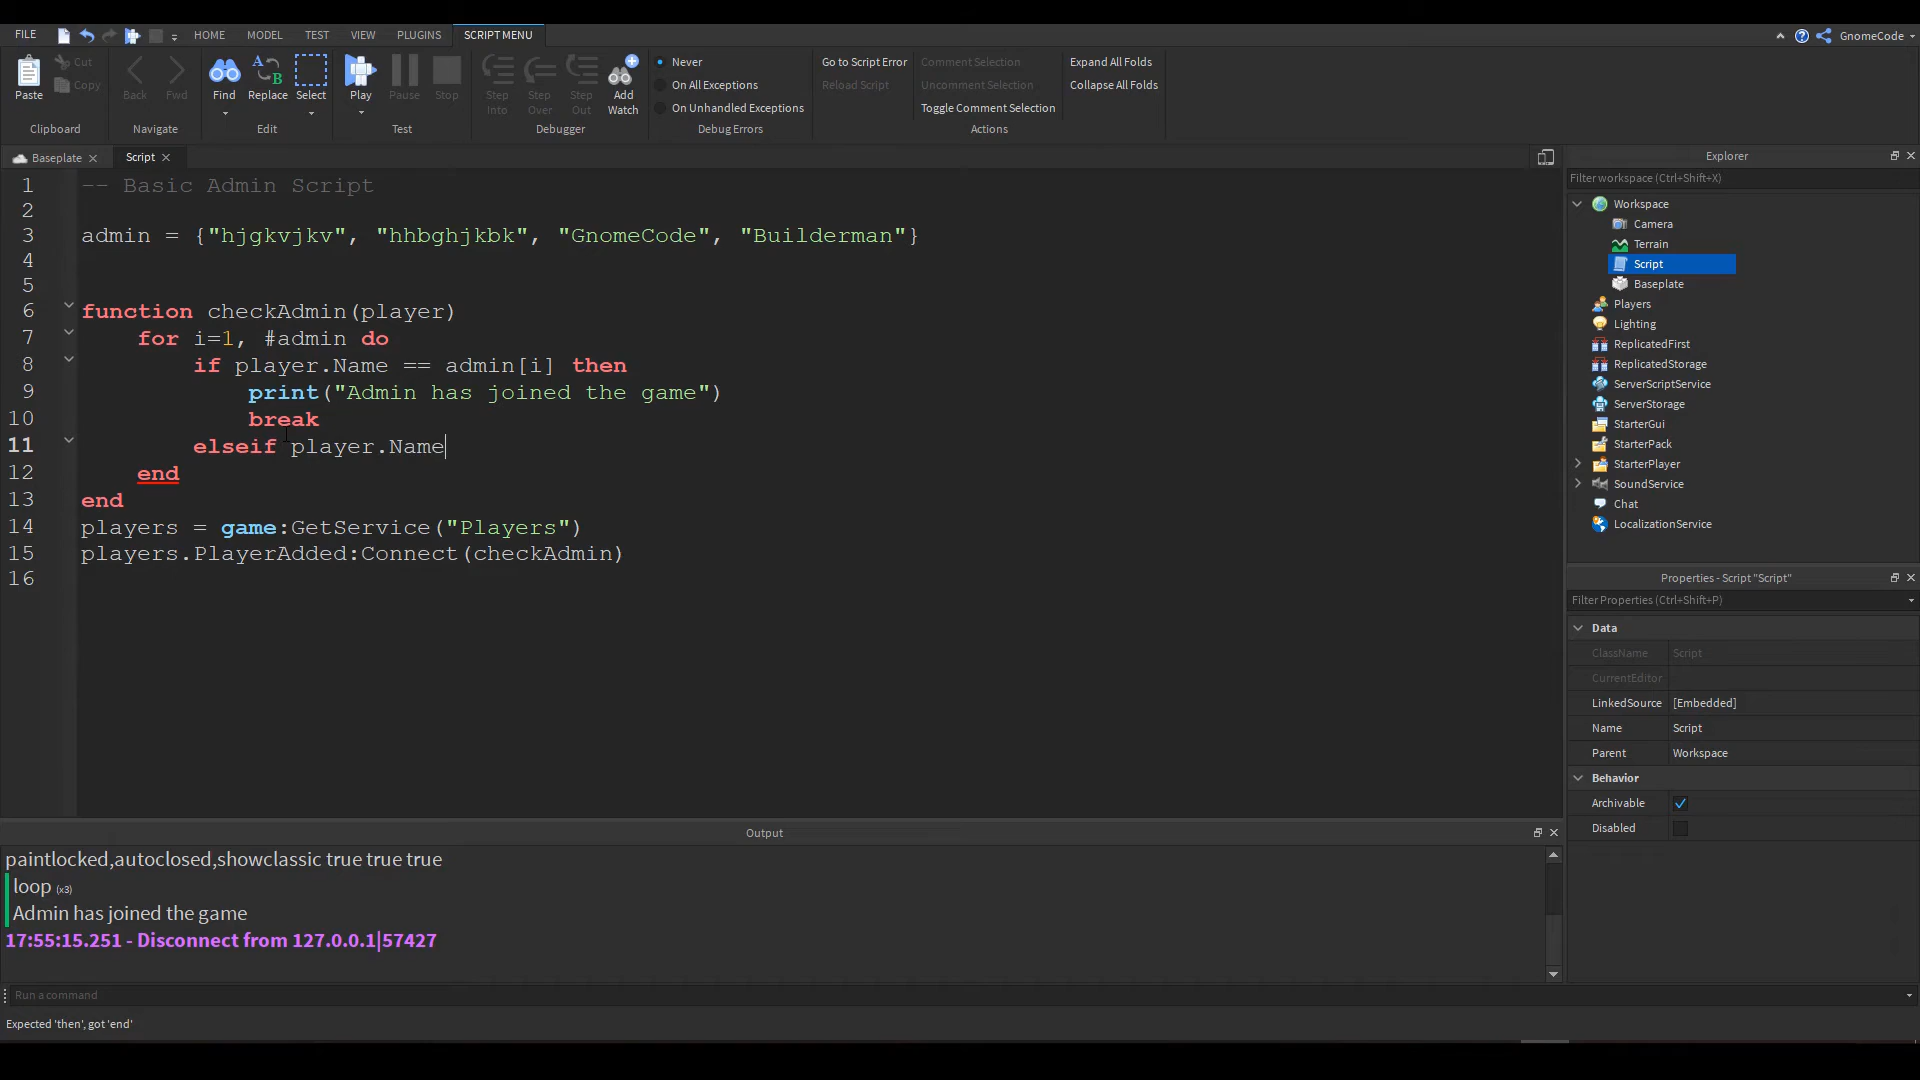 FILE HOME MODEL TEST VIEW PLUGINS SCRIPT MENU GnomeCode
Paste Cut Copy Clipboard
Back Fwd Navigate
Find Replace Select Edit
Play Pause Stop Test
Step Into Step Over Step Out Add Watch Debugger
Never
On All Exceptions
On Unhandled Exceptions
Debug Errors
Go to Script Error
Reload Script
Comment Selection
Uncomment Selection
Toggle Comment Selection
Expand All Folds
Collapse All Folds
Actions
Baseplate Script
1 -- Basic Admin Script
2
3 admin = {"hjgkvjkv", "hhbghjkbk", "GnomeCode", "Builderman"}
4
5
6 function checkAdmin(player)
7 for i=1, #admin do
8 if player.Name == admin[i] then
9 print("Admin has joined the game")
10 break
11 elseif player.Name
12 end
13 end
14 players = game:GetService("Players")
15 players.PlayerAdded:Connect(checkAdmin)
16
Explorer
Filter workspace (Ctrl+Shift+X)
Workspace
Camera
Terrain
Script
Baseplate
Players
Lighting
ReplicatedFirst
ReplicatedStorage
ServerScriptService
ServerStorage
StarterGui
StarterPack
StarterPlayer
SoundService
Chat
LocalizationService
Properties - Script "Script"
Filter Properties (Ctrl+Shift+P)
Data
ClassName Script
CurrentEditor
LinkedSource [Embedded]
Name Script
Parent Workspace
Behavior
Archivable
Disabled
Output
paintlocked,autoclosed,showclassic true true true
loop (x3)
Admin has joined the game
17:55:15.251 - Disconnect from 127.0.0.1|57427
Run a command
Expected 'then', got 'end'